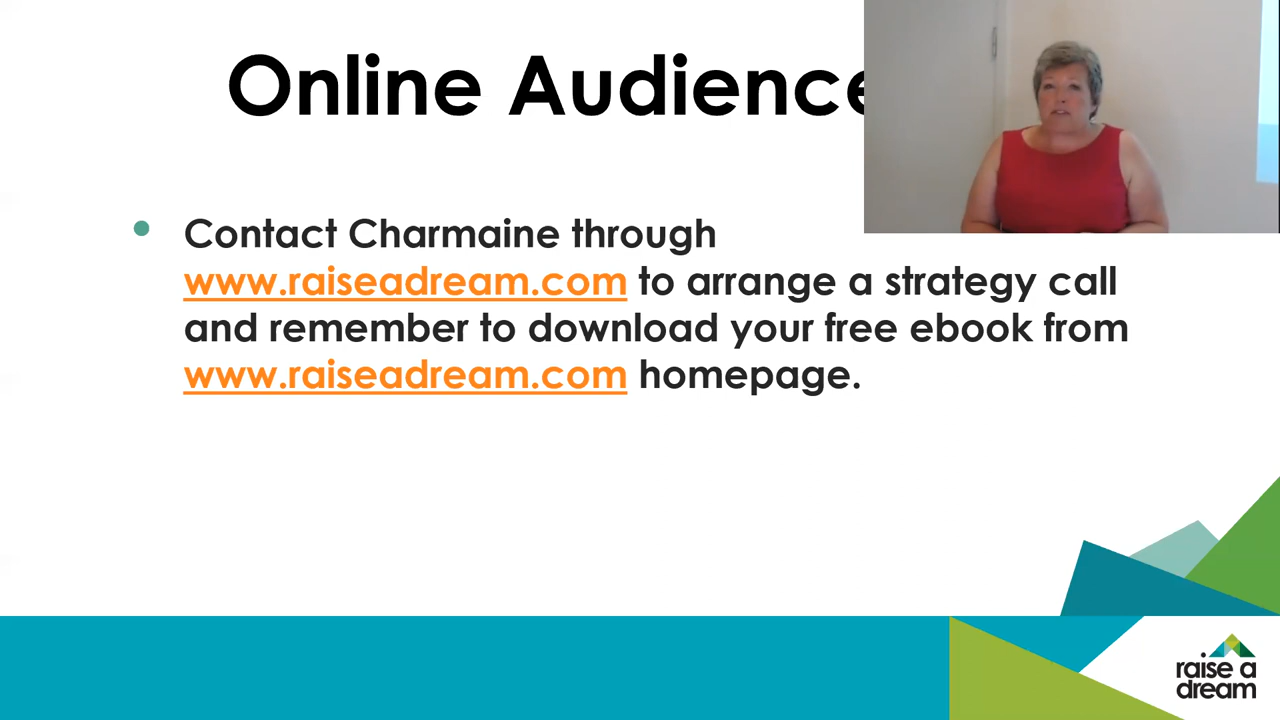 Online Audience
Contact Charmaine through
www.raiseadream.com to arrange a strategy call
and remember to download your free ebook from
www.raiseadream.com homepage.
raise a
dream